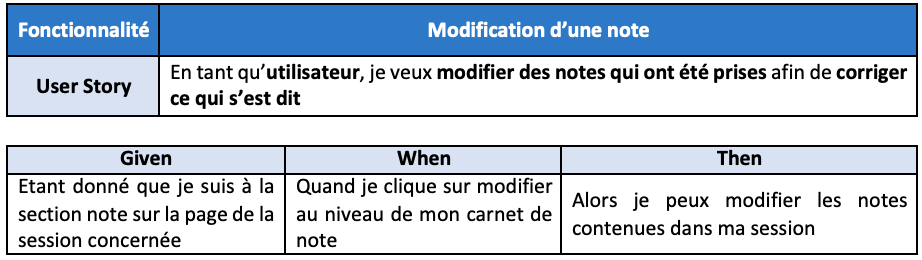 Fonctionnalité
Modification d’une note
User Story
En tant qu’utilisateur, je veux modifier des notes qui ont été prises afin de corriger
ce qui s’est dit
Given
When
Then
Etant donné que je suis à la
section note sur la page de la
session concernée
Quand je clique sur modifier
au niveau de mon carnet de
note
Alors je peux modifier les notes
contenues dans ma session